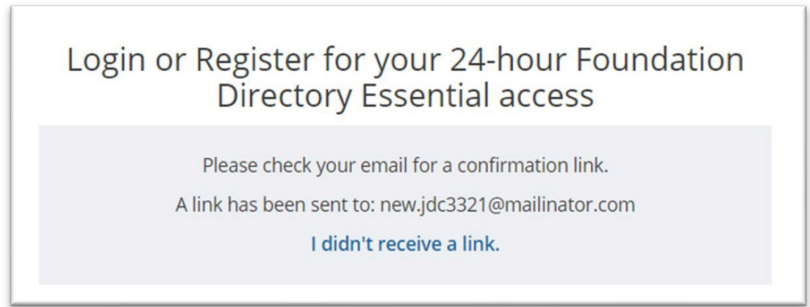 Login or Register for your 24-hour Foundation
Directory Essential access
Please check your email for a confirmation link.
A link has been sent to: new.jdc3321@mailinator.com
I didn't receive a link.